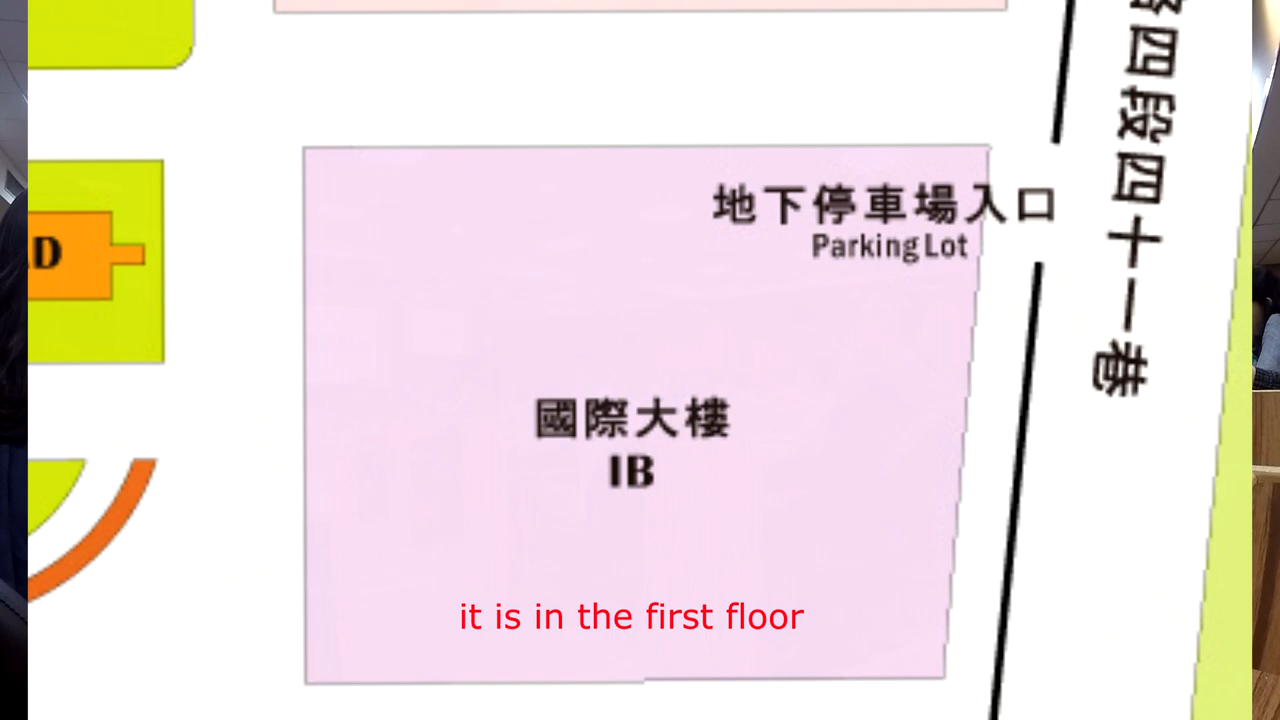 四段四十一巷
地下停車場入口
Parking Lot
D
國際大樓
IB
it is in the first floor